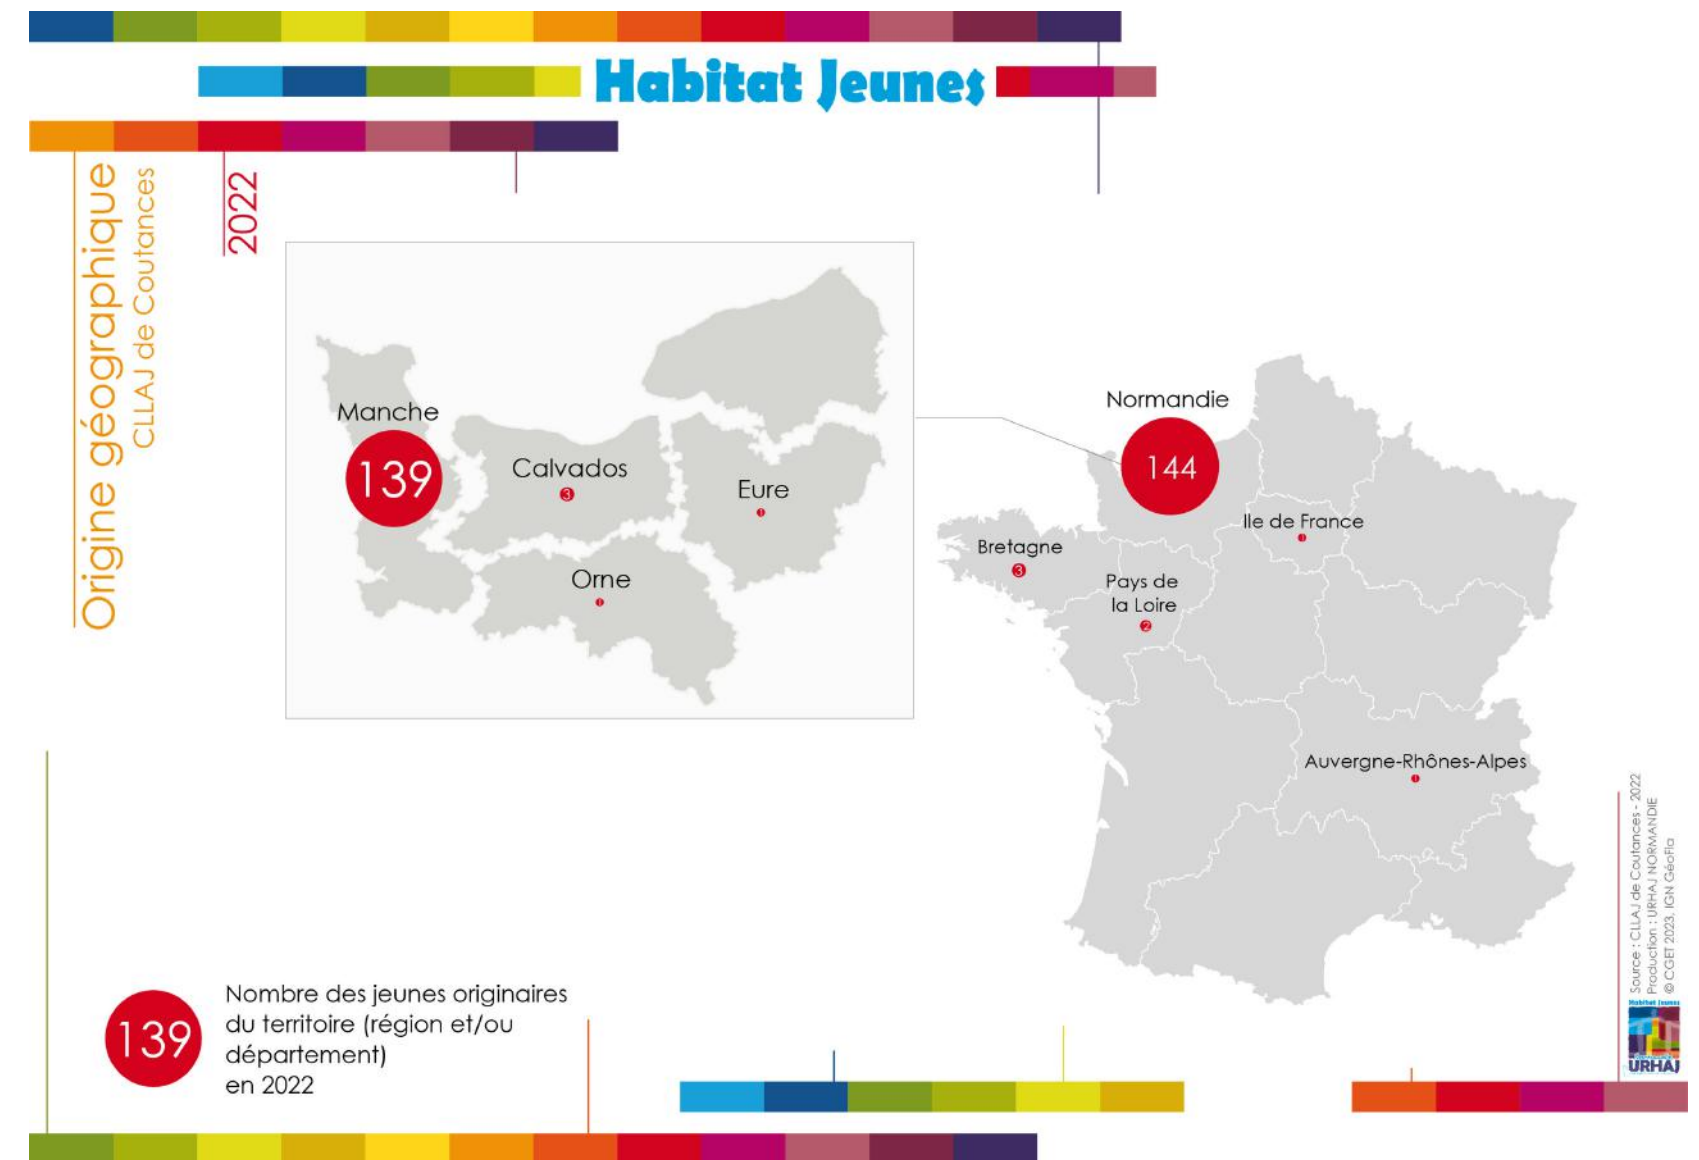 Habitat Jeunes
Origine géographique
CLLAJ de Coutances
2022
Manche
139
Calvados
3
Eure
1
Orne
1
Normandie
144
Ile de France
1
Bretagne
3
Pays de
la Loire
2
Auvergne-Rhônes-Alpes
1
139
Nombre des jeunes originaires
du territoire (région et/ou
département)
en 2022
Source : CLLAJ de Coutances - 2022
Production : URHAJ NORMANDIE
© CGET 2023, IGN GéoFla
Habitat Jeunes
URHAJ